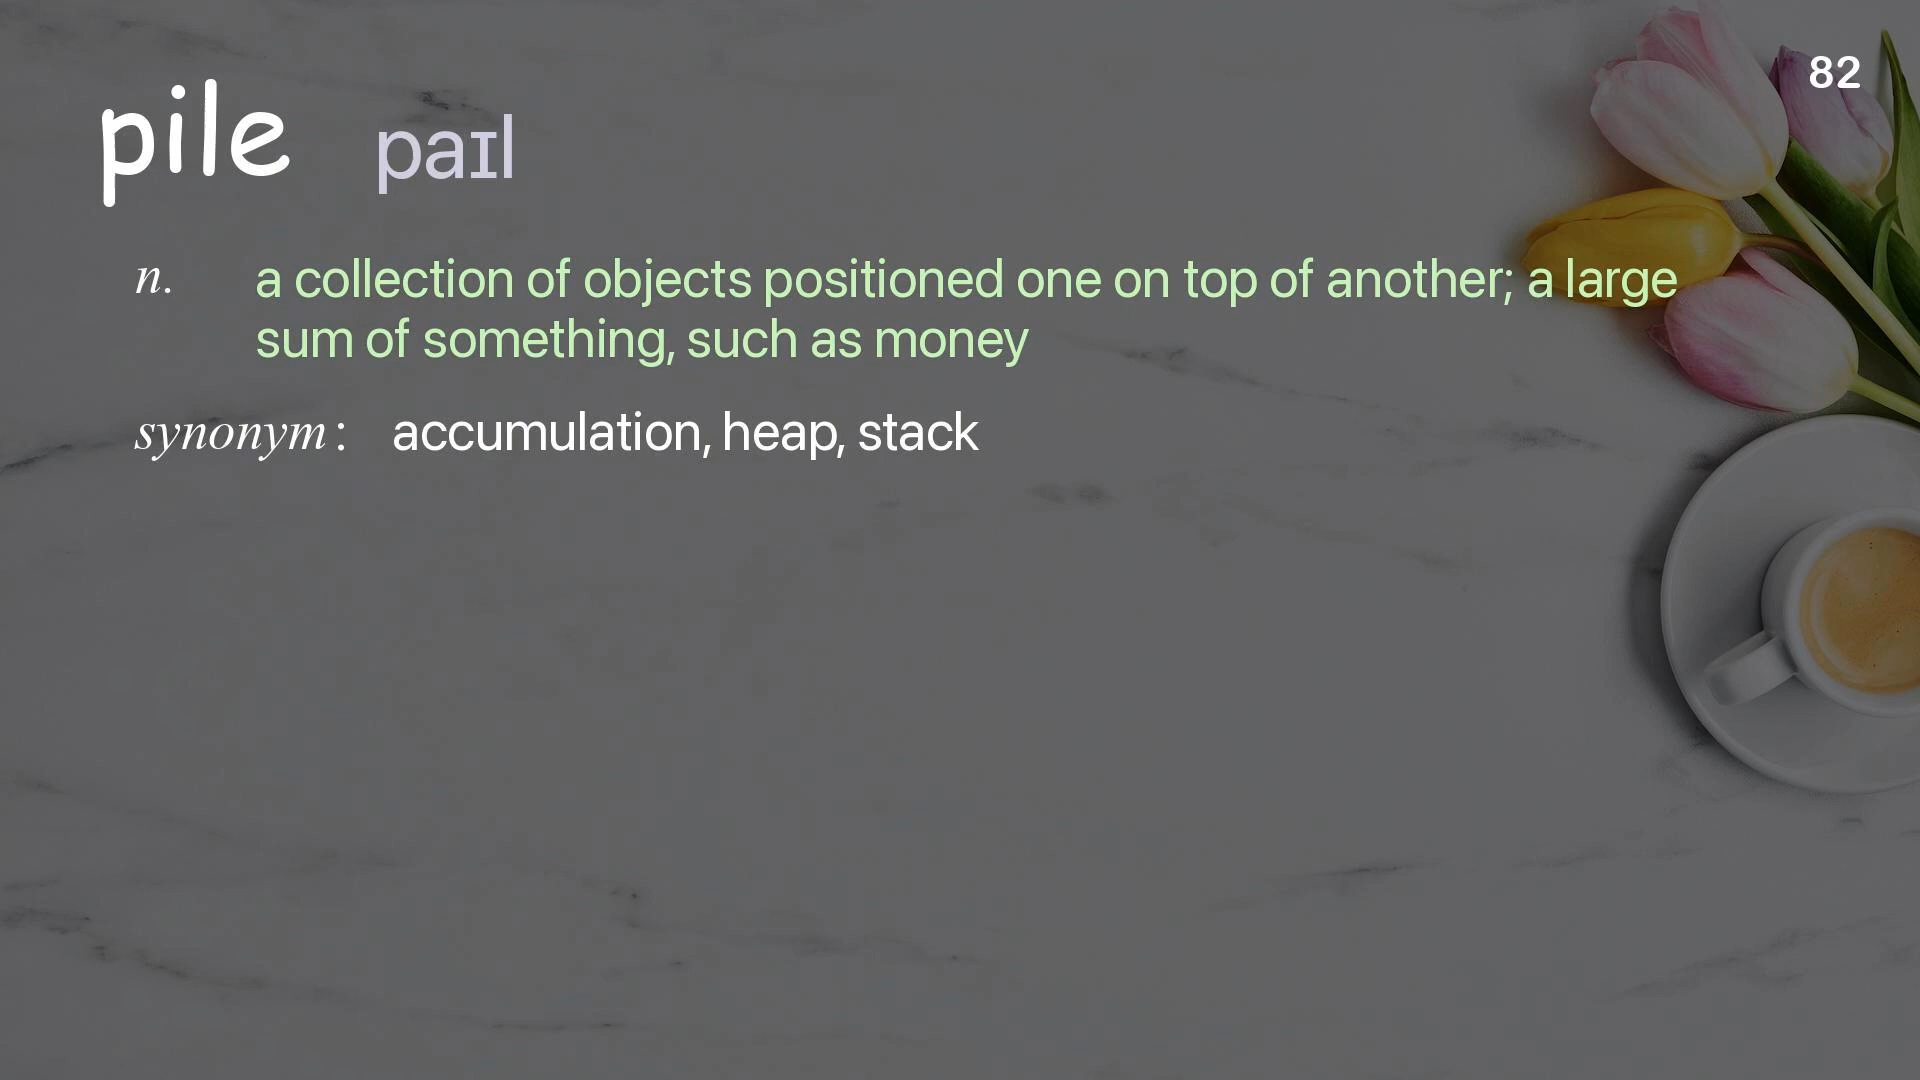 82
pile paɪl
n. a collection of objects positioned one on top of another; a large
sum of something, such as money
synonym: accumulation, heap, stack